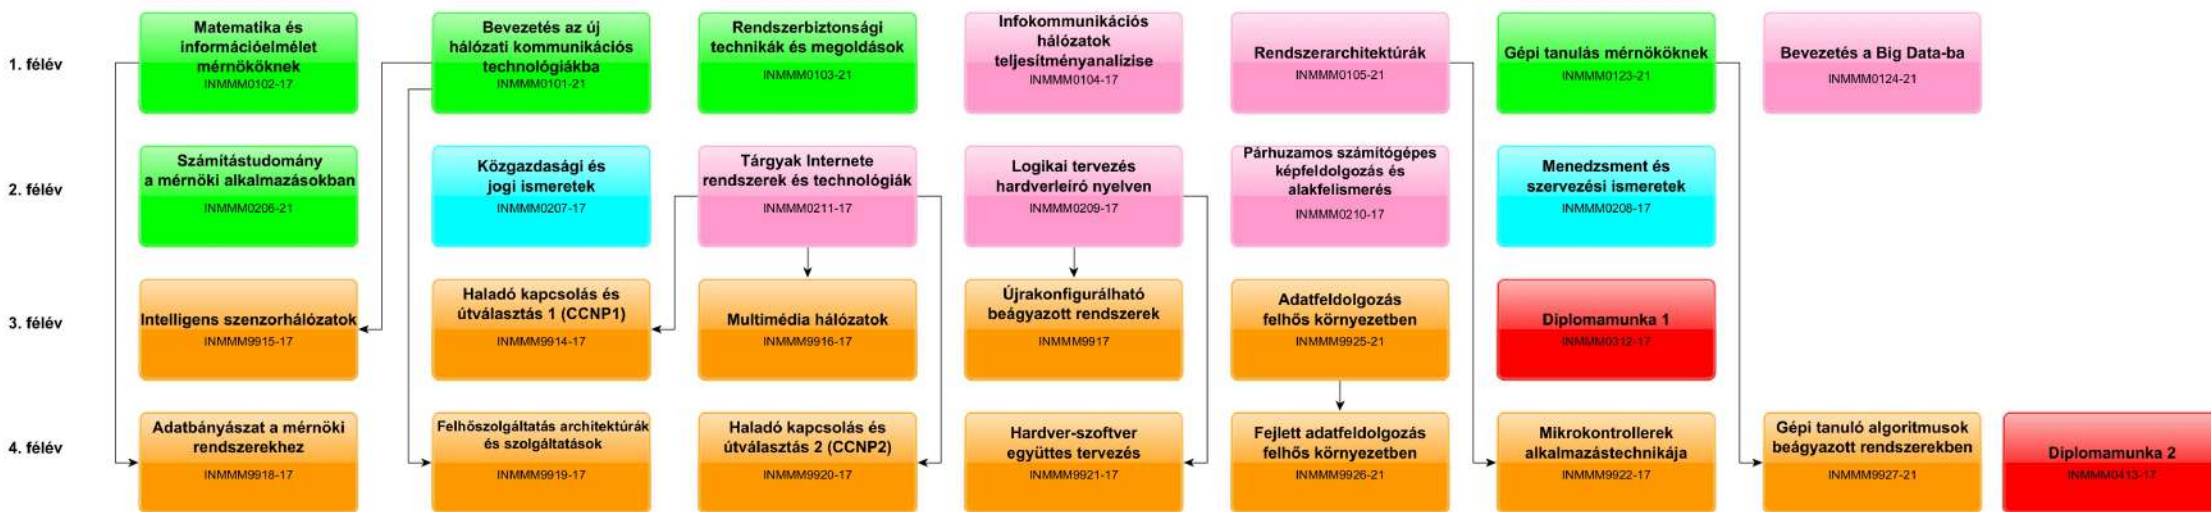 1. félév
Matematika és
információelmélet
mérnököknek
INMMM0102-17
Bevezetés az új
hálózati kommunikációs
technológiákba
INMMM0101-21
Rendszerbiztonsági
technikák és megoldások
INMMM0103-21
Infokommunikációs
hálózatok
teljesítményanalízise
INMMM0104-17
Rendszerarchitektúrák
INMMM0105-21
Gépi tanulás mérnököknek
INMMM0123-21
Bevezetés a Big Data-ba
INMMM0124-21
2. félév
Számítástudomány
a mérnöki alkalmazásokban
INMMM0206-21
Közgazdasági és
jogi ismeretek
INMMM0207-17
Tárgyak Internete
rendszerek és technológiák
INMMM0211-17
Logikai tervezés
hardverleíró nyelven
INMMM0209-17
Párhuzamos számítógépes
képfeldolgozás és
alakfelismerés
INMMM0210-17
Menedzsment és
szervezési ismeretek
INMMM0208-17
3. félév
Intelligens szenzorhálózatok
INMMM9915-17
Haladó kapcsolás és
útválasztás 1 (CCNP1)
INMMM9914-17
Multimédia hálózatok
INMMM9916-17
Újrakonfigurálható
beágyazott rendszerek
INMMM9917
Adatfeldolgozás
felhős környezetben
INMMM9925-21
Diplomamunka 1
INMMM0312-17
4. félév
Adatbányászat a mérnöki
rendszerekhez
INMMM9918-17
Felhőszolgáltatás architektúrák
és szolgáltatások
INMMM9919-17
Haladó kapcsolás és
útválasztás 2 (CCNP2)
INMMM9920-17
Hardver-szoftver
együttes tervezés
INMMM9921-17
Fejlett adatfeldolgozás
felhős környezetben
INMMM9926-21
Mikrokontrollerek
alkalmazástechnikája
INMMM9922-17
Gépi tanuló algoritmusok
beágyazott rendszerekben
INMMM9927-21
Diplomamunka 2
INMMM0413-17